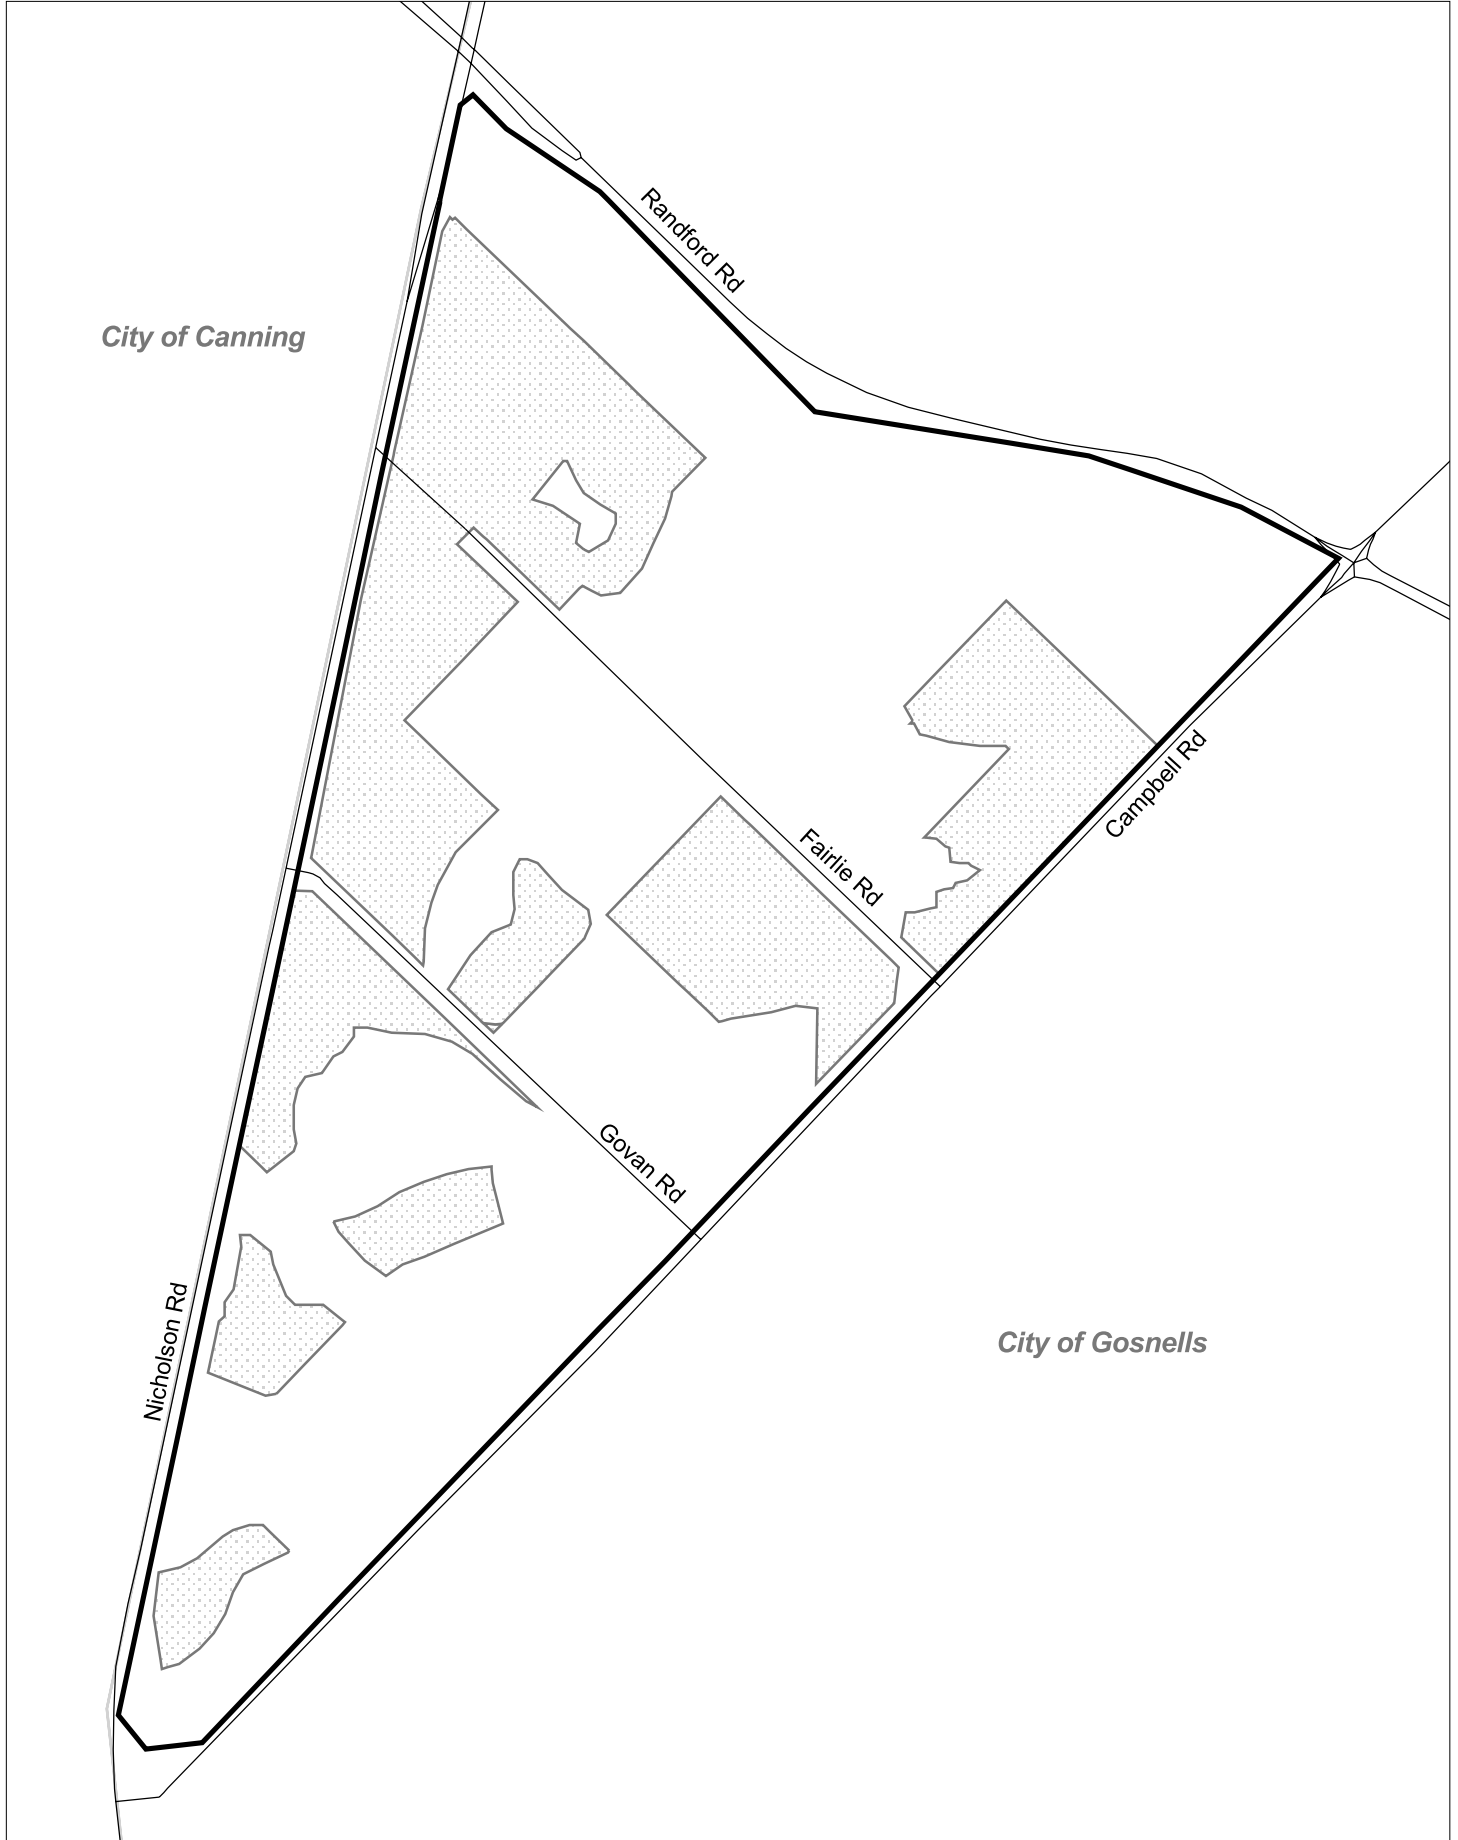 Randford Rd
City of Canning
Campbell Rd
Fairlie Rd
Govan Rd
Nicholson Rd
City of Gosnells